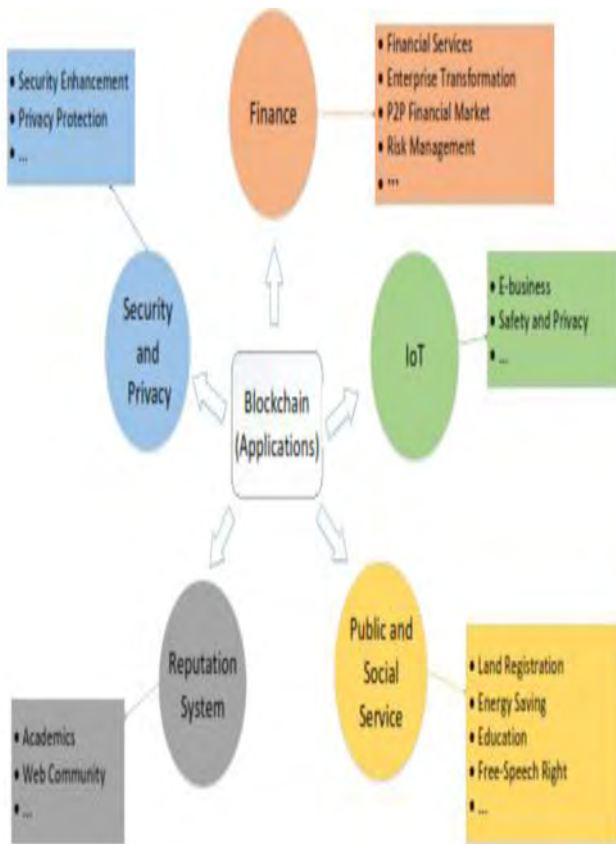 • Financial Services
• Enterprise Transformation
• P2P Financial Market
• Risk Management
• ...
Finance
• Security Enhancement
• Privacy Protection
• ...
Security
and
Privacy
• E-business
• Safety and Privacy
• ...
IoT
Blockchain
(Applications)
Reputation
System
• Academics
• Web Community
• ...
Public and
Social
Service
• Land Registration
• Energy Saving
• Education
• Free-Speech Right
• ...